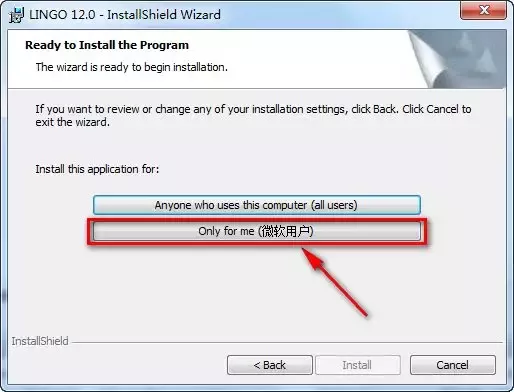 LINGO 12.0 - InstallShield Wizard
Ready to Install the Program
The wizard is ready to begin installation.
If you want to review or change any of your installation settings, click Back. Click Cancel to
exit the wizard.
Install this application for:
Anyone who uses this computer (all users)
Only for me (微软用户)
InstallShield
< Back
Install
Cancel